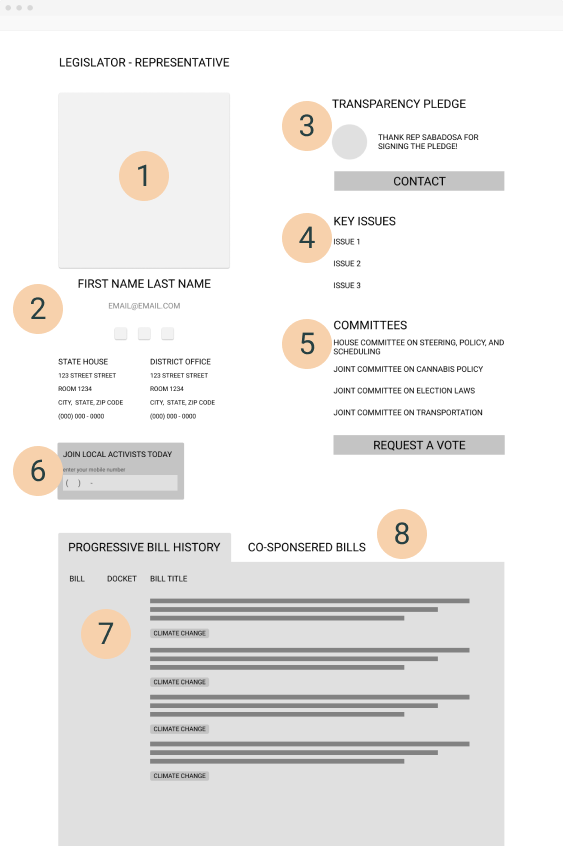 LEGISLATOR - REPRESENTATIVE
1
FIRST NAME LAST NAME
2
EMAIL@EMAIL.COM
STATE HOUSE
123 STREET STREET
ROOM 1234
CITY, STATE, ZIP CODE
(000) 000 - 0000
DISTRICT OFFICE
123 STREET STREET
ROOM 1234
CITY, STATE, ZIP CODE
(000) 000 - 0000
6
JOIN LOCAL ACTIVISTS TODAY
enter your mobile number
( ) -
3
TRANSPARENCY PLEDGE
THANK REP SABADOSA FOR
SIGNING THE PLEDGE!
CONTACT
4
KEY ISSUES
ISSUE 1
ISSUE 2
ISSUE 3
5
COMMITTEES
HOUSE COMMITTEE ON STEERING, POLICY, AND
SCHEDULING
JOINT COMMITTEE ON CANNABIS POLICY
JOINT COMMITTEE ON ELECTION LAWS
JOINT COMMITTEE ON TRANSPORTATION
REQUEST A VOTE
PROGRESSIVE BILL HISTORY
CO-SPONSERED BILLS
8
BILL DOCKET BILL TITLE
7
CLIMATE CHANGE
CLIMATE CHANGE
CLIMATE CHANGE
CLIMATE CHANGE